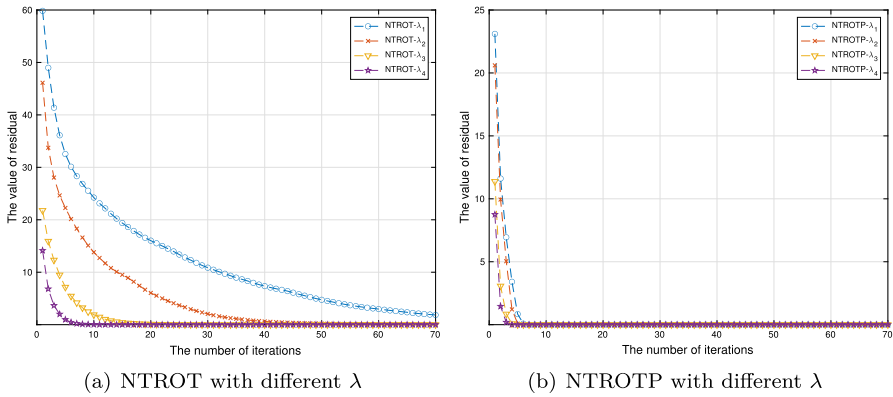 60
50
40
30
20
10
0
10
20
30
40
50
60
70
The value of residual
The number of iterations
NTROT-λ1
NTROT-λ2
NTROT-λ3
NTROT-λ4
(a) NTROT with different λ
25
20
15
10
5
0
10
20
30
40
50
60
70
The value of residual
The number of iterations
NTROTP-λ1
NTROTP-λ2
NTROTP-λ3
NTROTP-λ4
(b) NTROTP with different λ